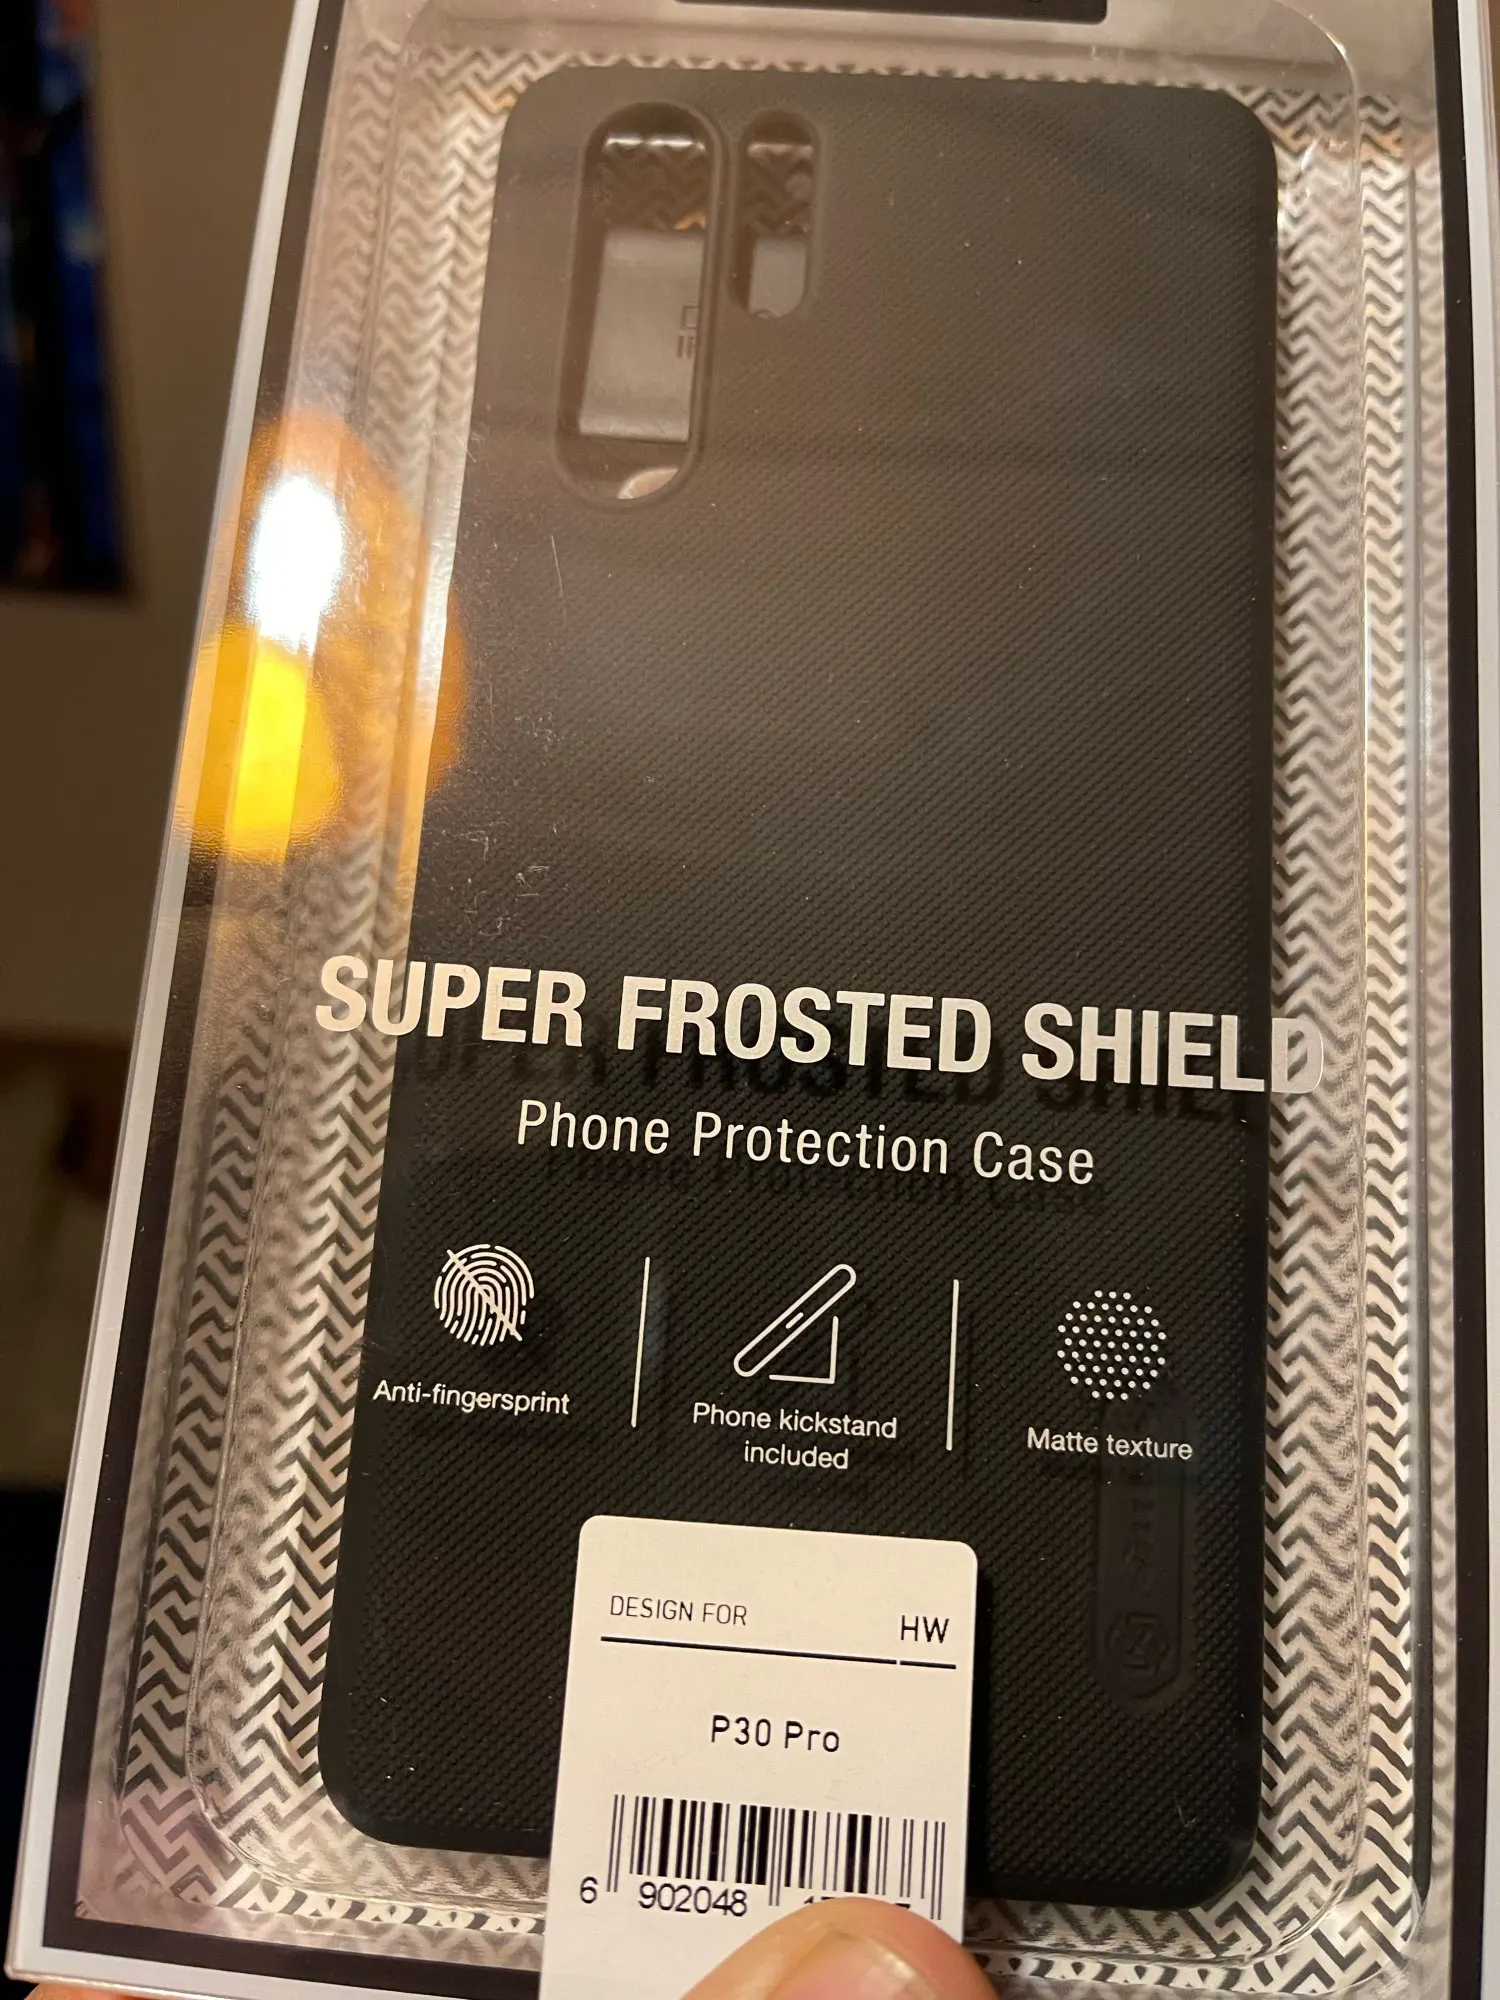 SUPER FROSTED SHIELD
Phone Protection Case
Anti-fingersprint
Phone kickstand
included
Matte texture
DESIGN FOR HW
P30 Pro
6 902048